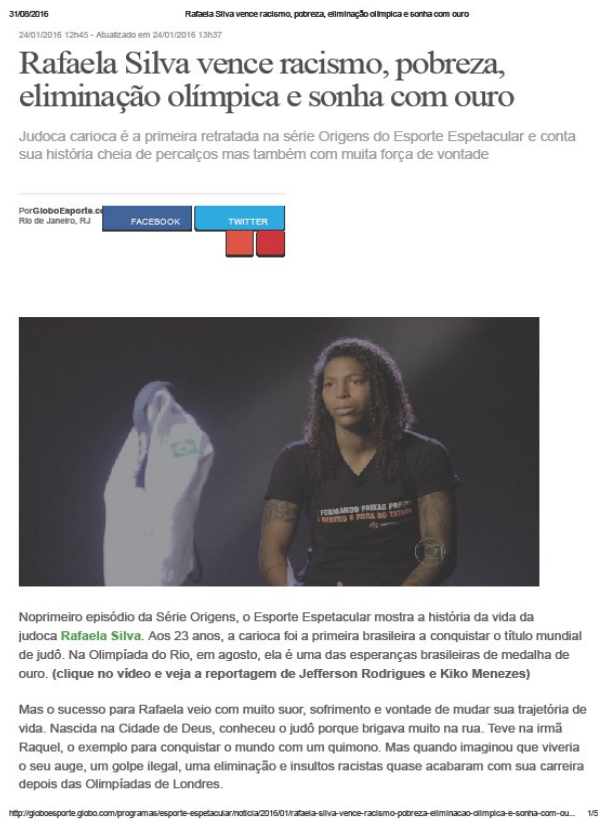 31/08/2016 Rafaela Silva vence racismo, pobreza, eliminação olímpica e sonha com ouro
24/01/2016 12h45 - Atualizado em 24/01/2016 13h37
Rafaela Silva vence racismo, pobreza,
eliminação olímpica e sonha com ouro
Judoca carioca é a primeira retratada na série Origens do Esporte Espetacular e conta
sua história cheia de percalços mas também com muita força de vontade
PorGloboEsporte.co
Rio de Janeiro, RJ
FACEBOOK TWITTER
FORMANDO FAIXAS PRET
DENTRO E FORA DO TATAM
Noprimeiro episódio da Série Origens, o Esporte Espetacular mostra a história da vida da
judoca Rafaela Silva. Aos 23 anos, a carioca foi a primeira brasileira a conquistar o título mundial
de judô. Na Olimpíada do Rio, em agosto, ela é uma das esperanças brasileiras de medalha de
ouro. (clique no vídeo e veja a reportagem de Jefferson Rodrigues e Kiko Menezes)
Mas o sucesso para Rafaela veio com muito suor, sofrimento e vontade de mudar sua trajetória de
vida. Nascida na Cidade de Deus, conheceu o judô porque brigava muito na rua. Teve na irmã
Raquel, o exemplo para conquistar o mundo com um quimono. Mas quando imaginou que viveria
o seu auge, um golpe ilegal, uma eliminação e insultos racistas quase acabaram com sua carreira
depois das Olimpíadas de Londres.
http://globoesporte.globo.com/programas/esporte-espetacular/noticia/2016/01/rafaela-silva-vence-racismo-pobreza-eliminacao-olimpica-e-sonha-com-ou... 1/5